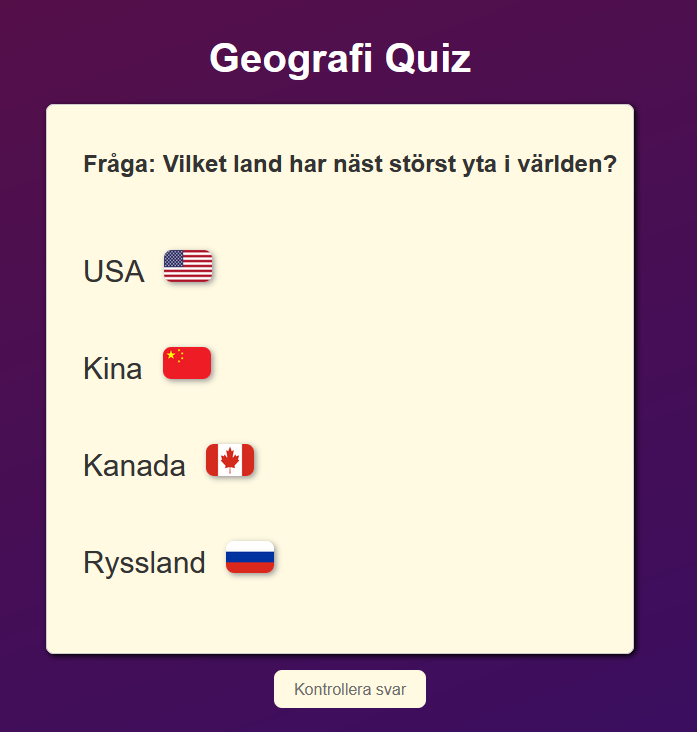 Geografi Quiz
Fråga: Vilket land har näst störst yta i världen?
USA
Kina
Kanada
Ryssland
Kontrollera svar